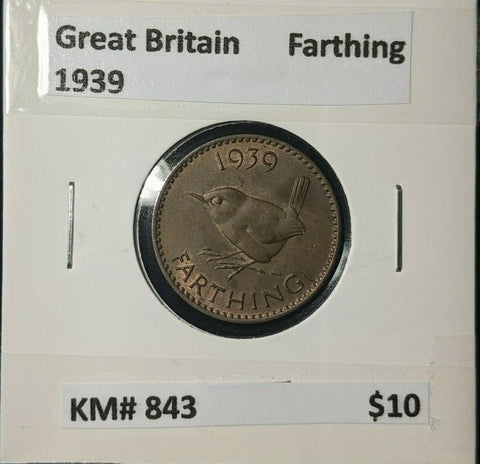 Great Britain Farthing
1939
1939
FARTHING
KM# 843 $10